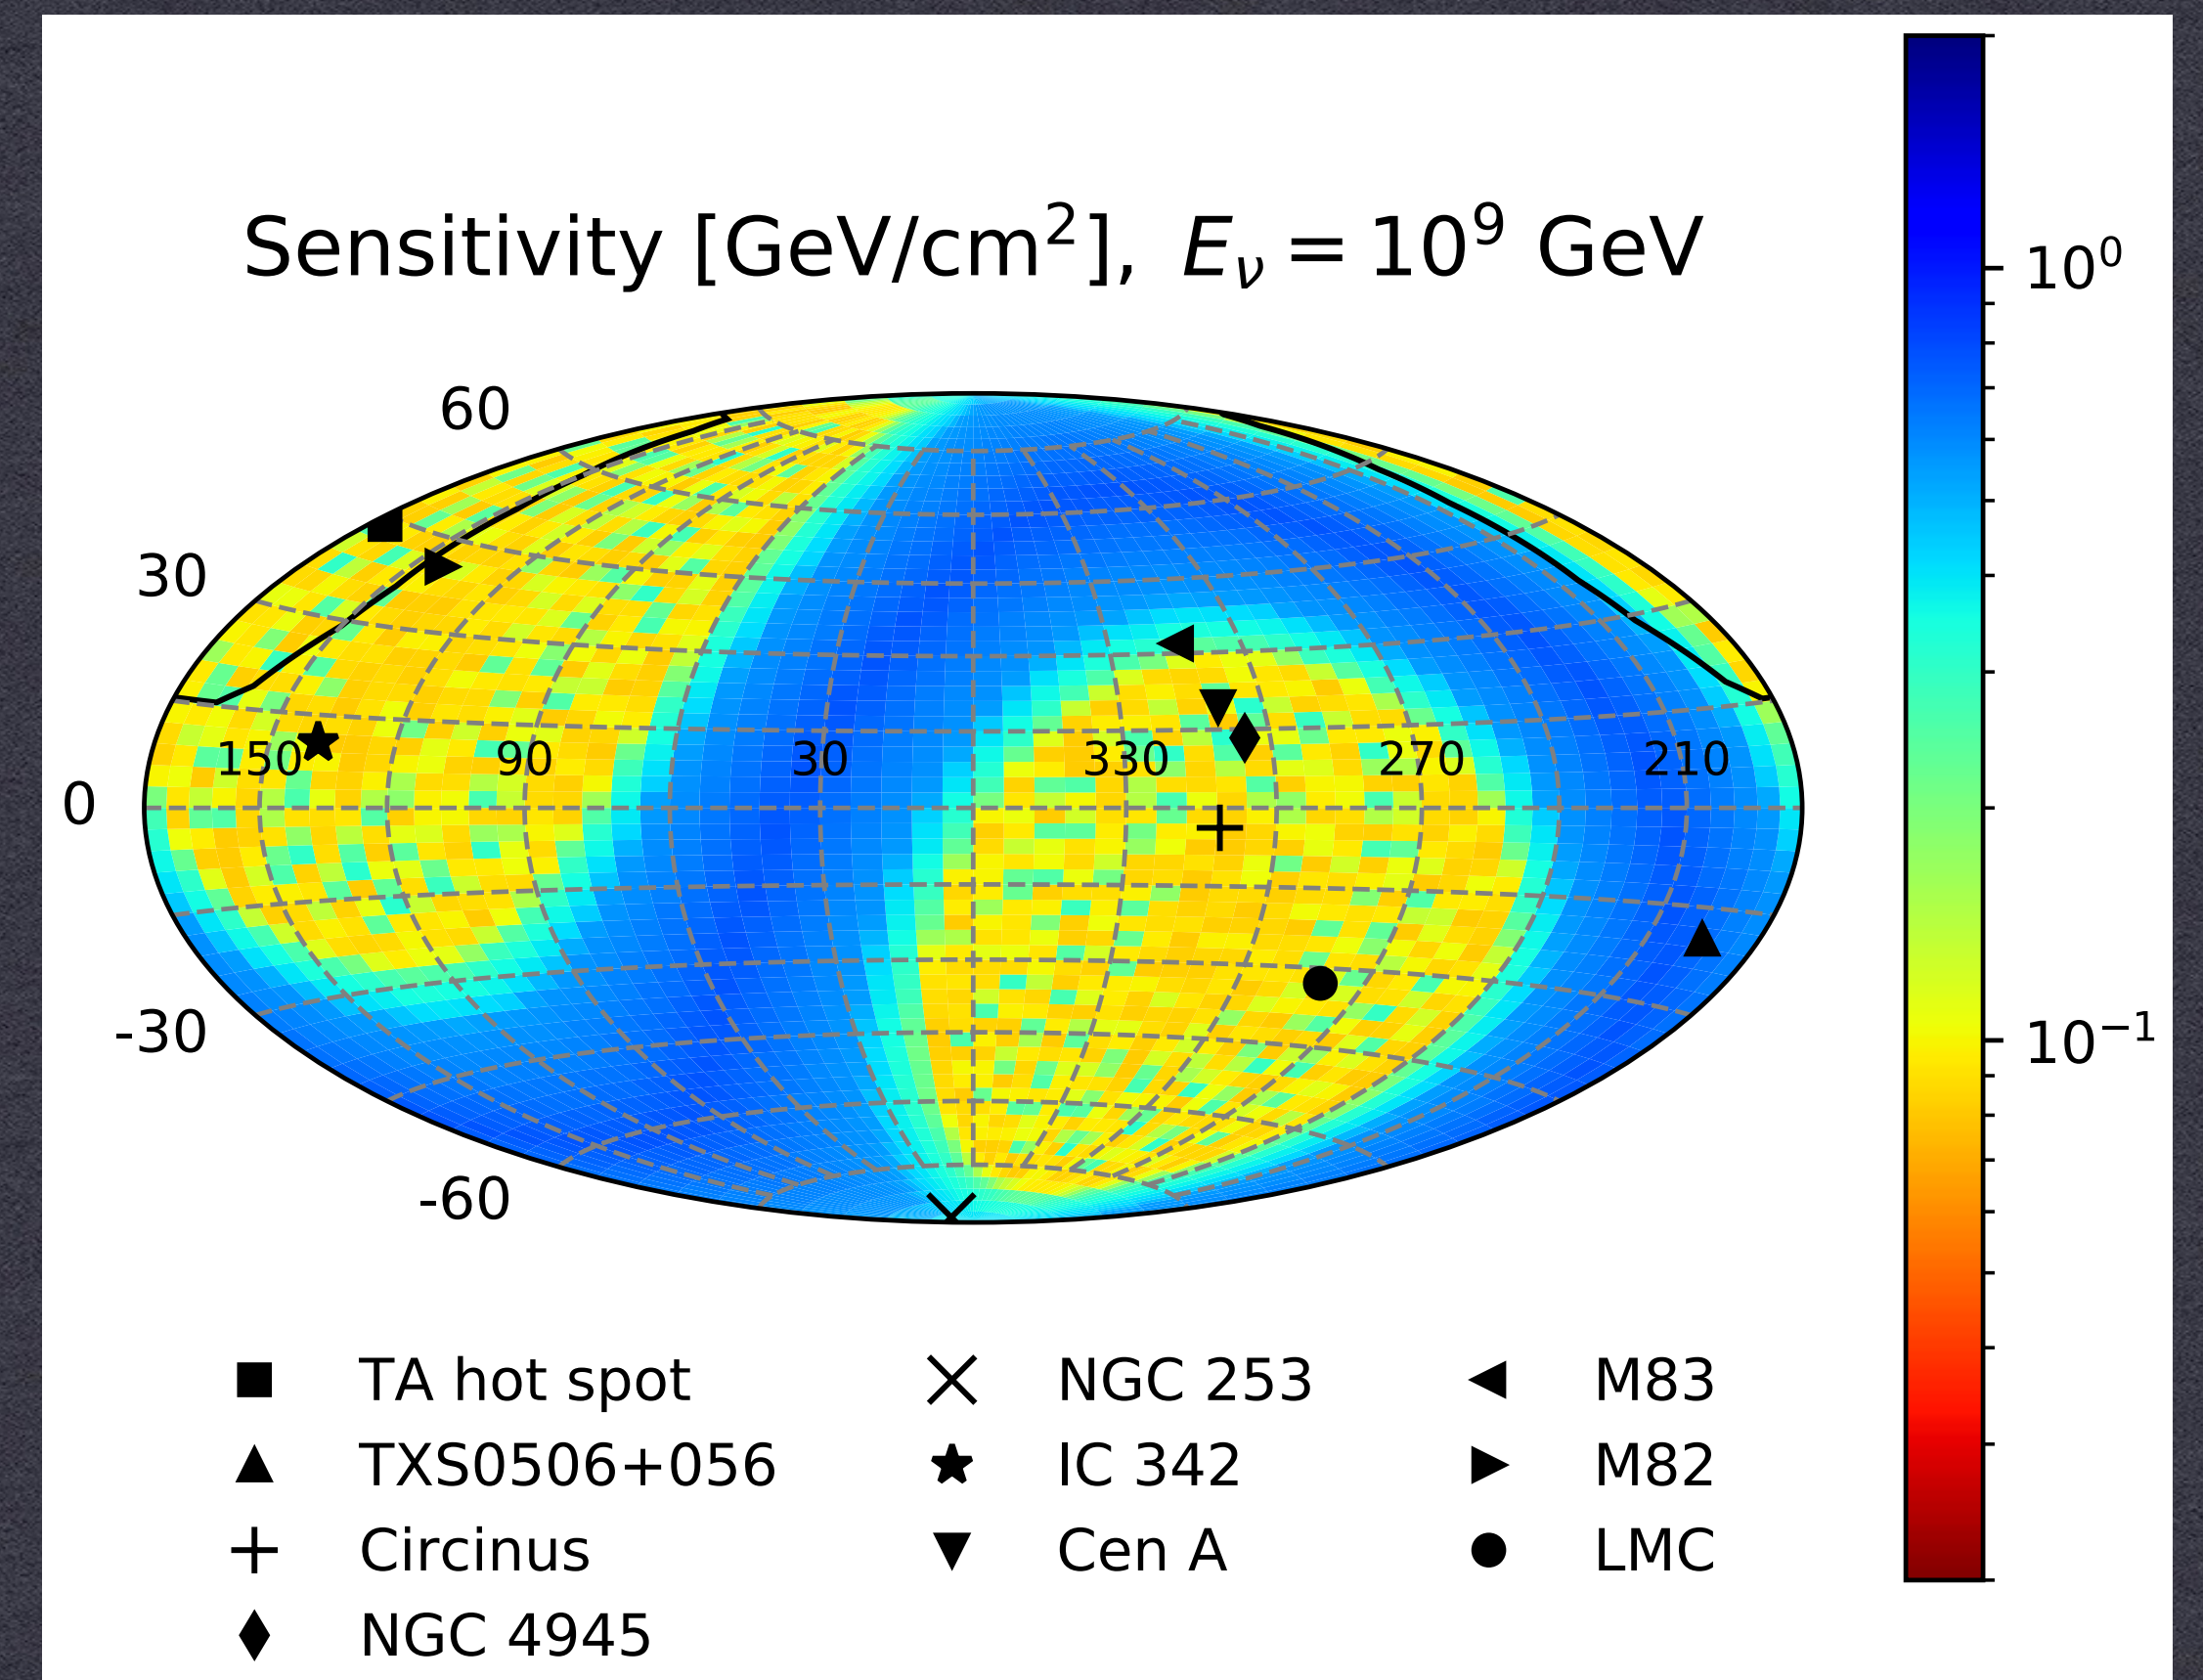 Sensitivity [GeV/cm²], Eν = 10⁹ GeV
10⁰
60
30
150 90 30 330 270 210
0
10⁻¹
-30
-60
TA hot spot NGC 253 M83
TXS0506+056 IC 342 M82
Circinus Cen A LMC
NGC 4945